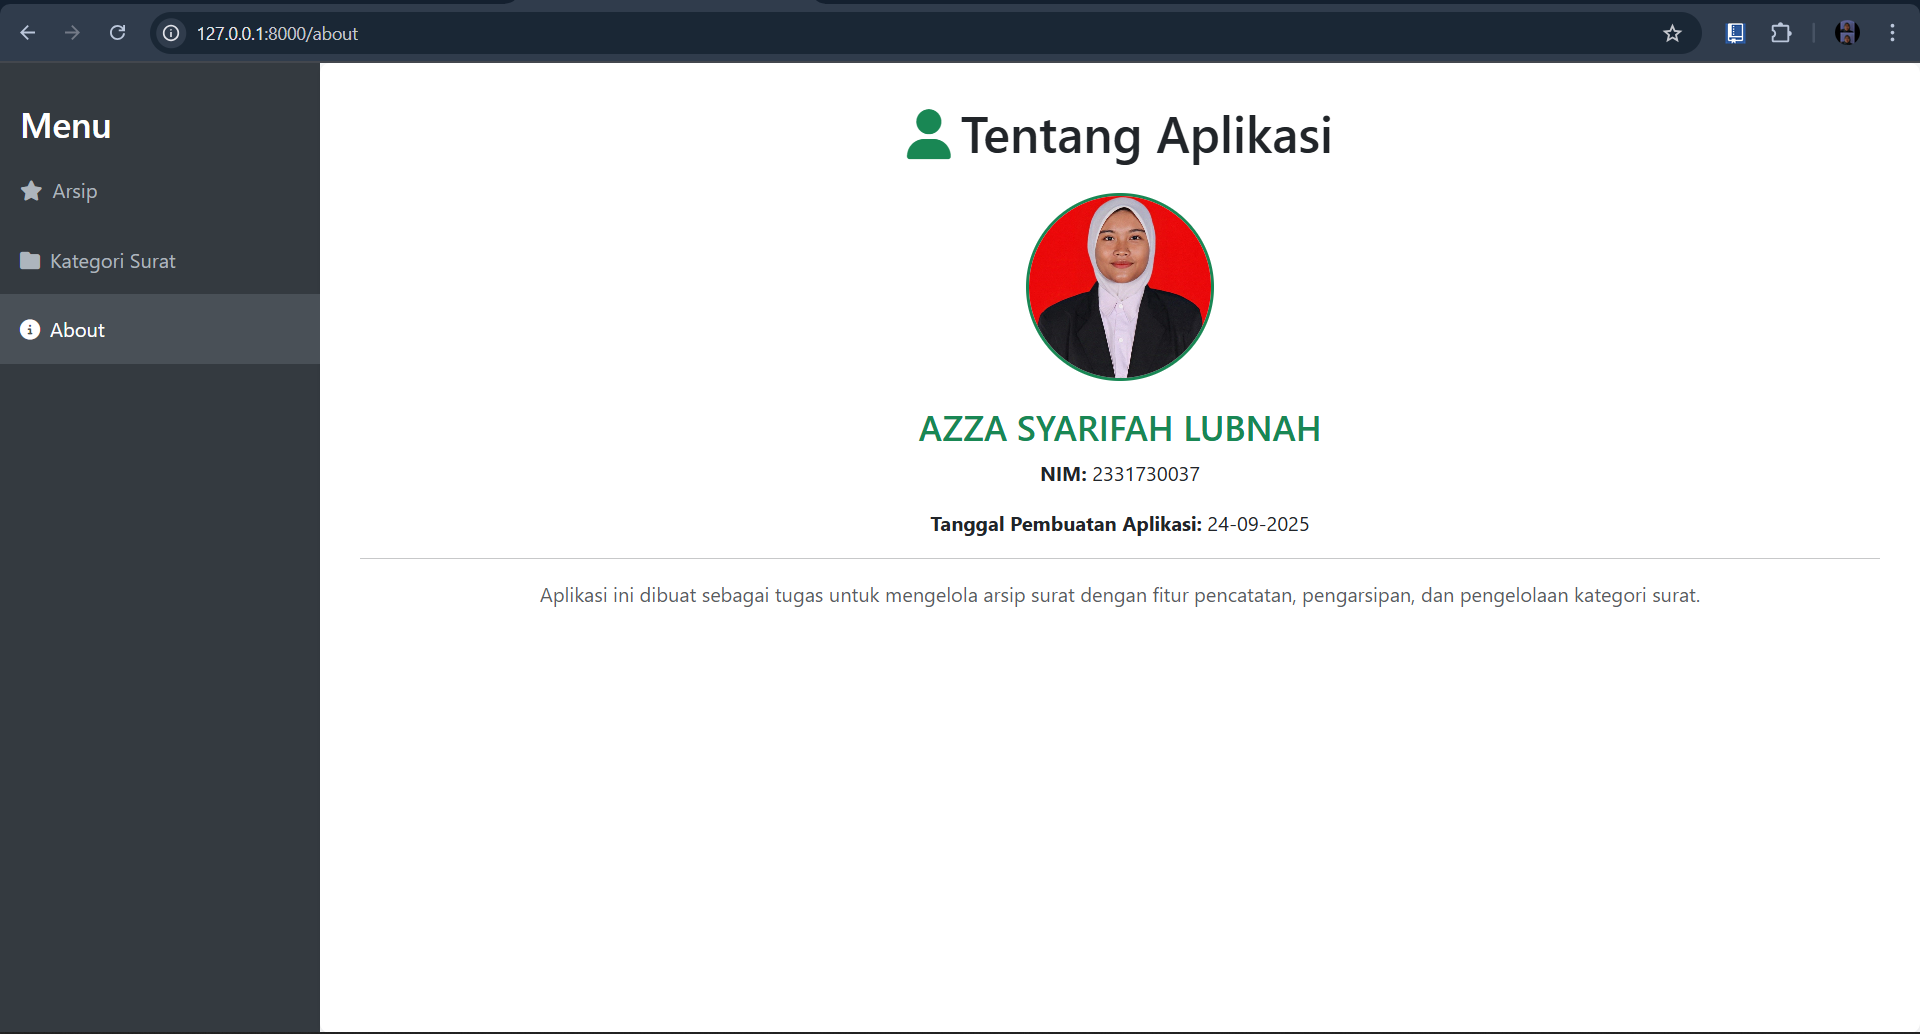 127.0.0.1:8000/about
Menu
Arsip
Kategori Surat
About
Tentang Aplikasi
AZZA SYARIFAH LUBNAH
NIM: 2331730037
Tanggal Pembuatan Aplikasi: 24-09-2025
Aplikasi ini dibuat sebagai tugas untuk mengelola arsip surat dengan fitur pencatatan, pengarsipan, dan pengelolaan kategori surat.